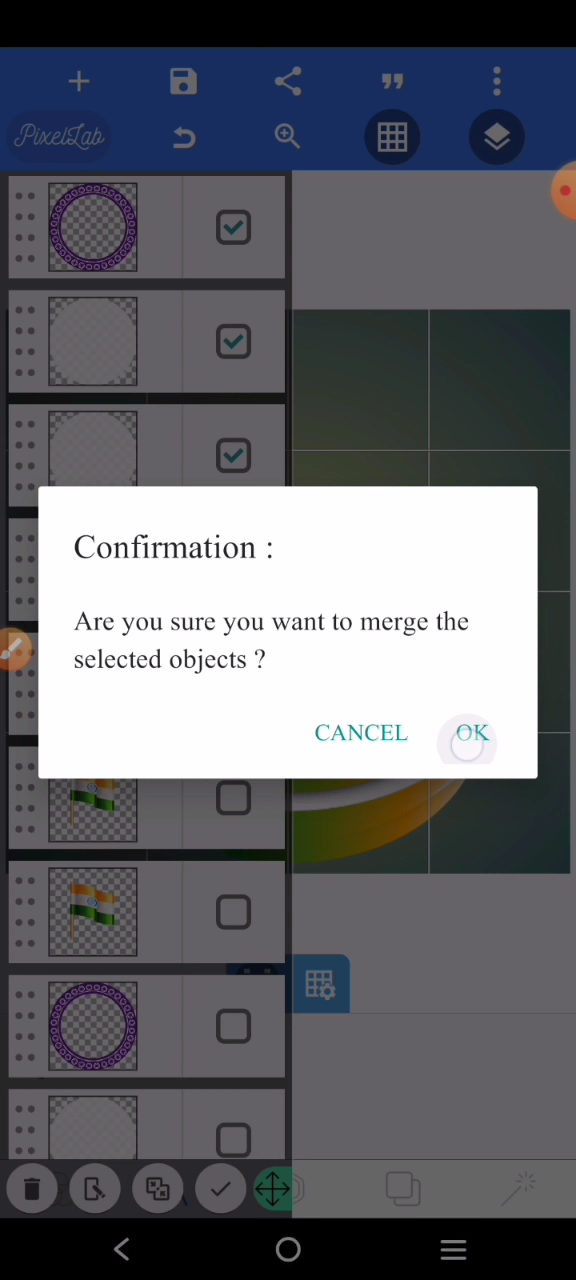 PixelLab
Confirmation :
Are you sure you want to merge the
selected objects ?
CANCEL OK